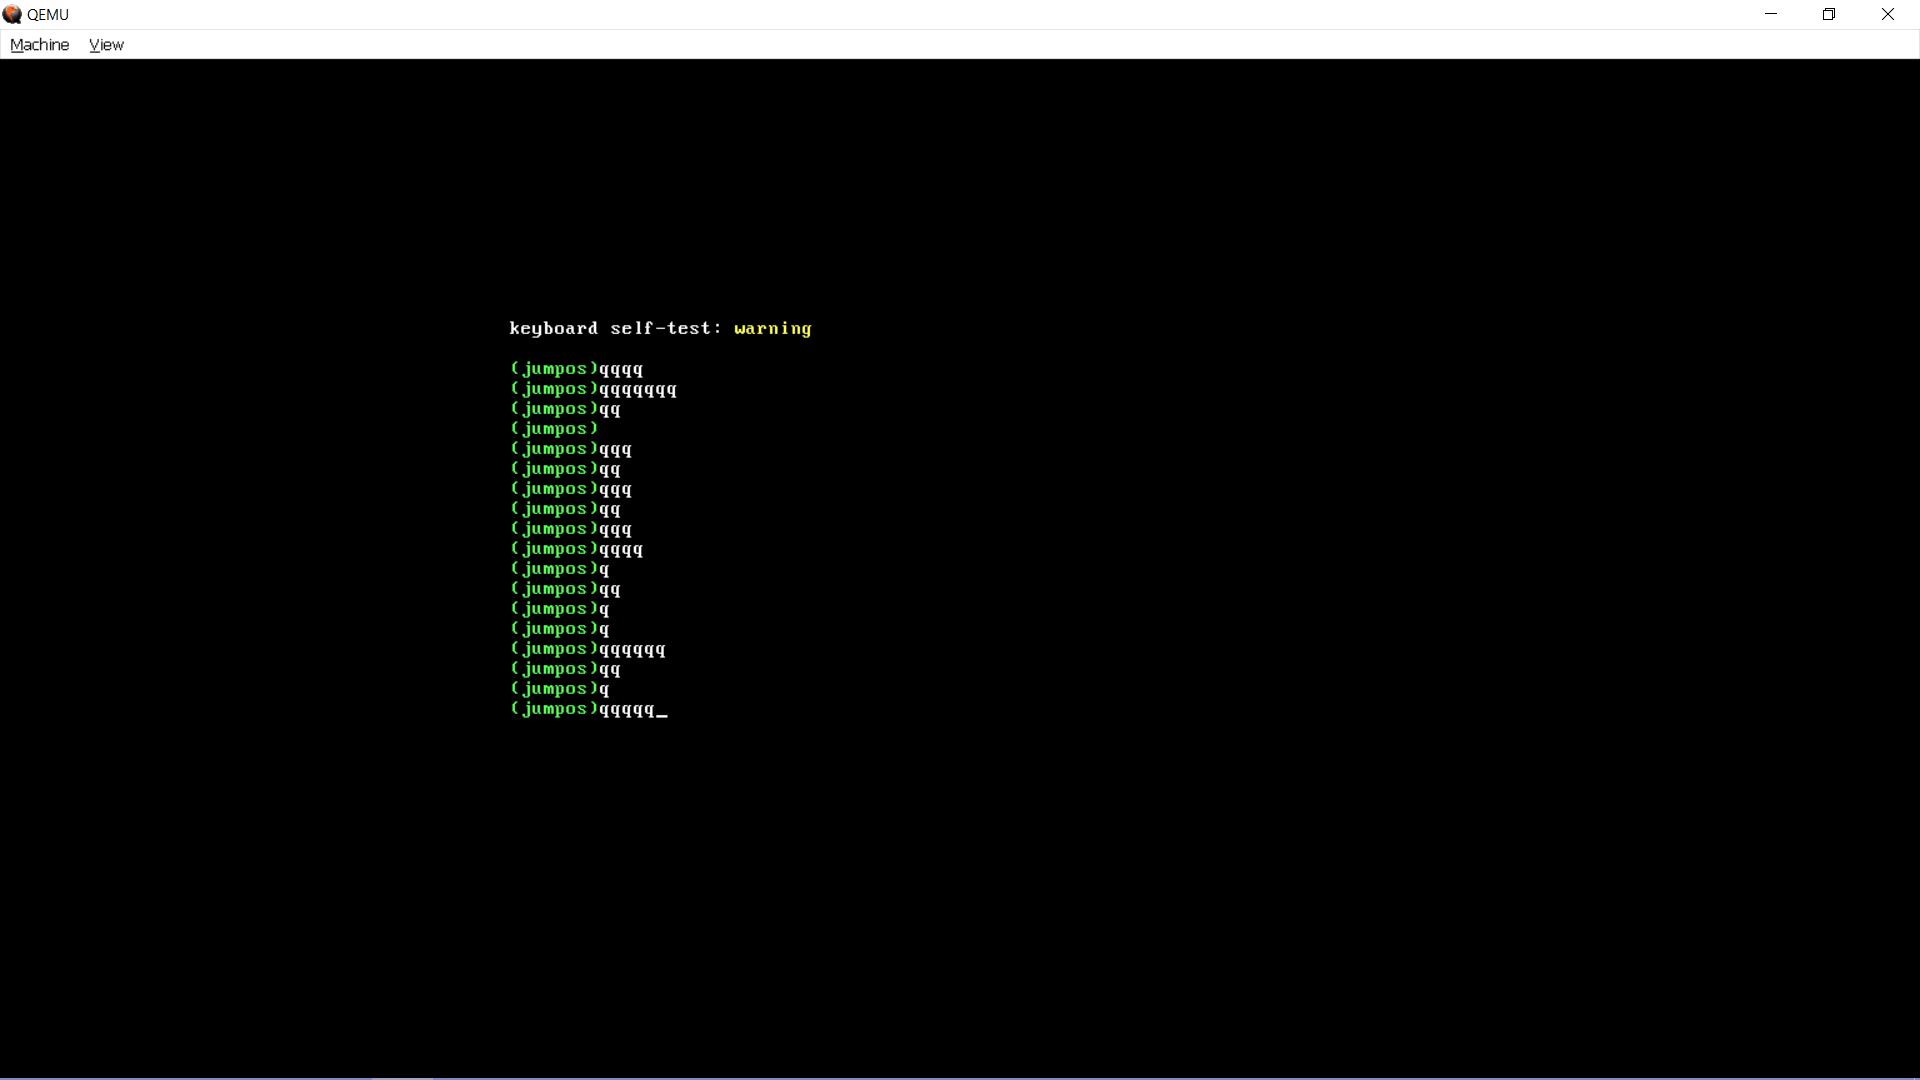 QEMU
Machine View
keyboard self-test: warning
(jumpos)qqqq
(jumpos)qqqqqqq
(jumpos)qq
(jumpos)
(jumpos)qqq
(jumpos)qq
(jumpos)qqq
(jumpos)qq
(jumpos)qqq
(jumpos)qqqq
(jumpos)q
(jumpos)qq
(jumpos)q
(jumpos)q
(jumpos)qqqqqq
(jumpos)qq
(jumpos)q
(jumpos)qqqqq_